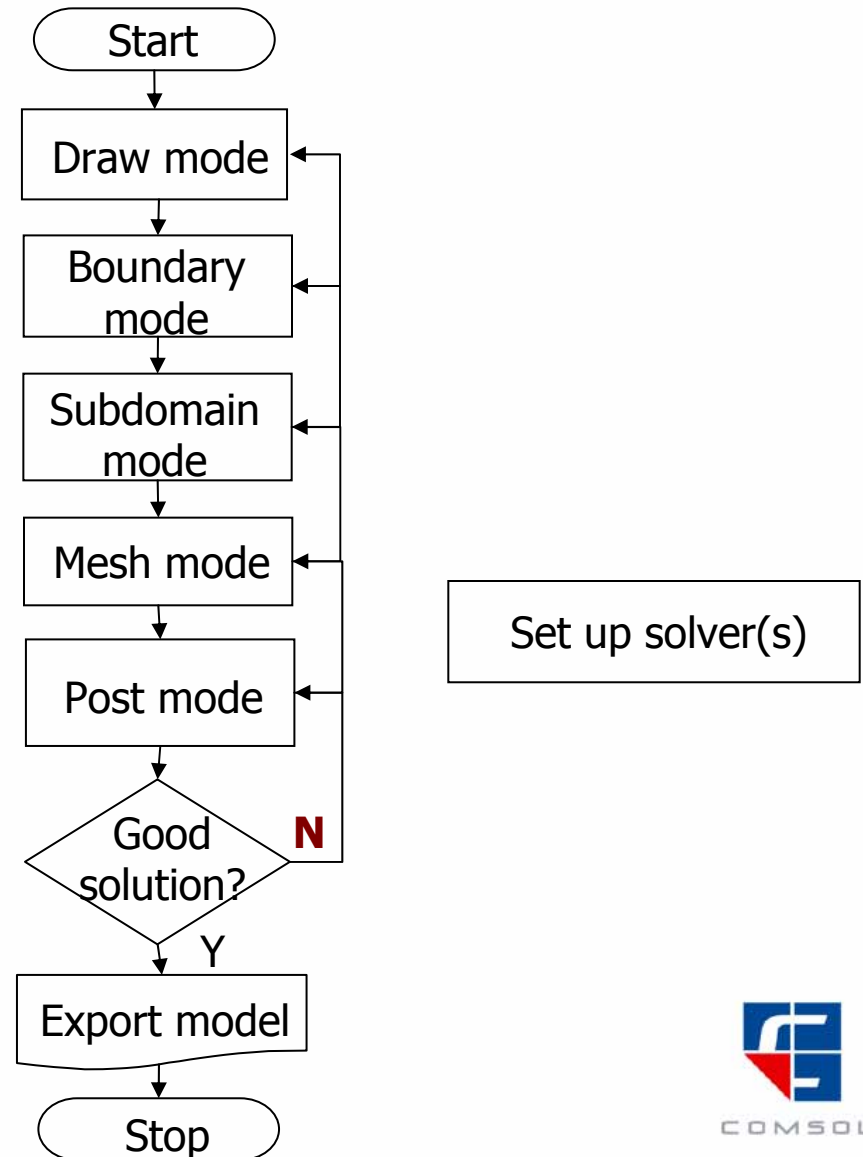 Start
Draw mode
Boundary
mode
Subdomain
mode
Mesh mode
Set up solver(s)
Post mode
Good
solution?
N
Y
Export model
Stop
COMSOL